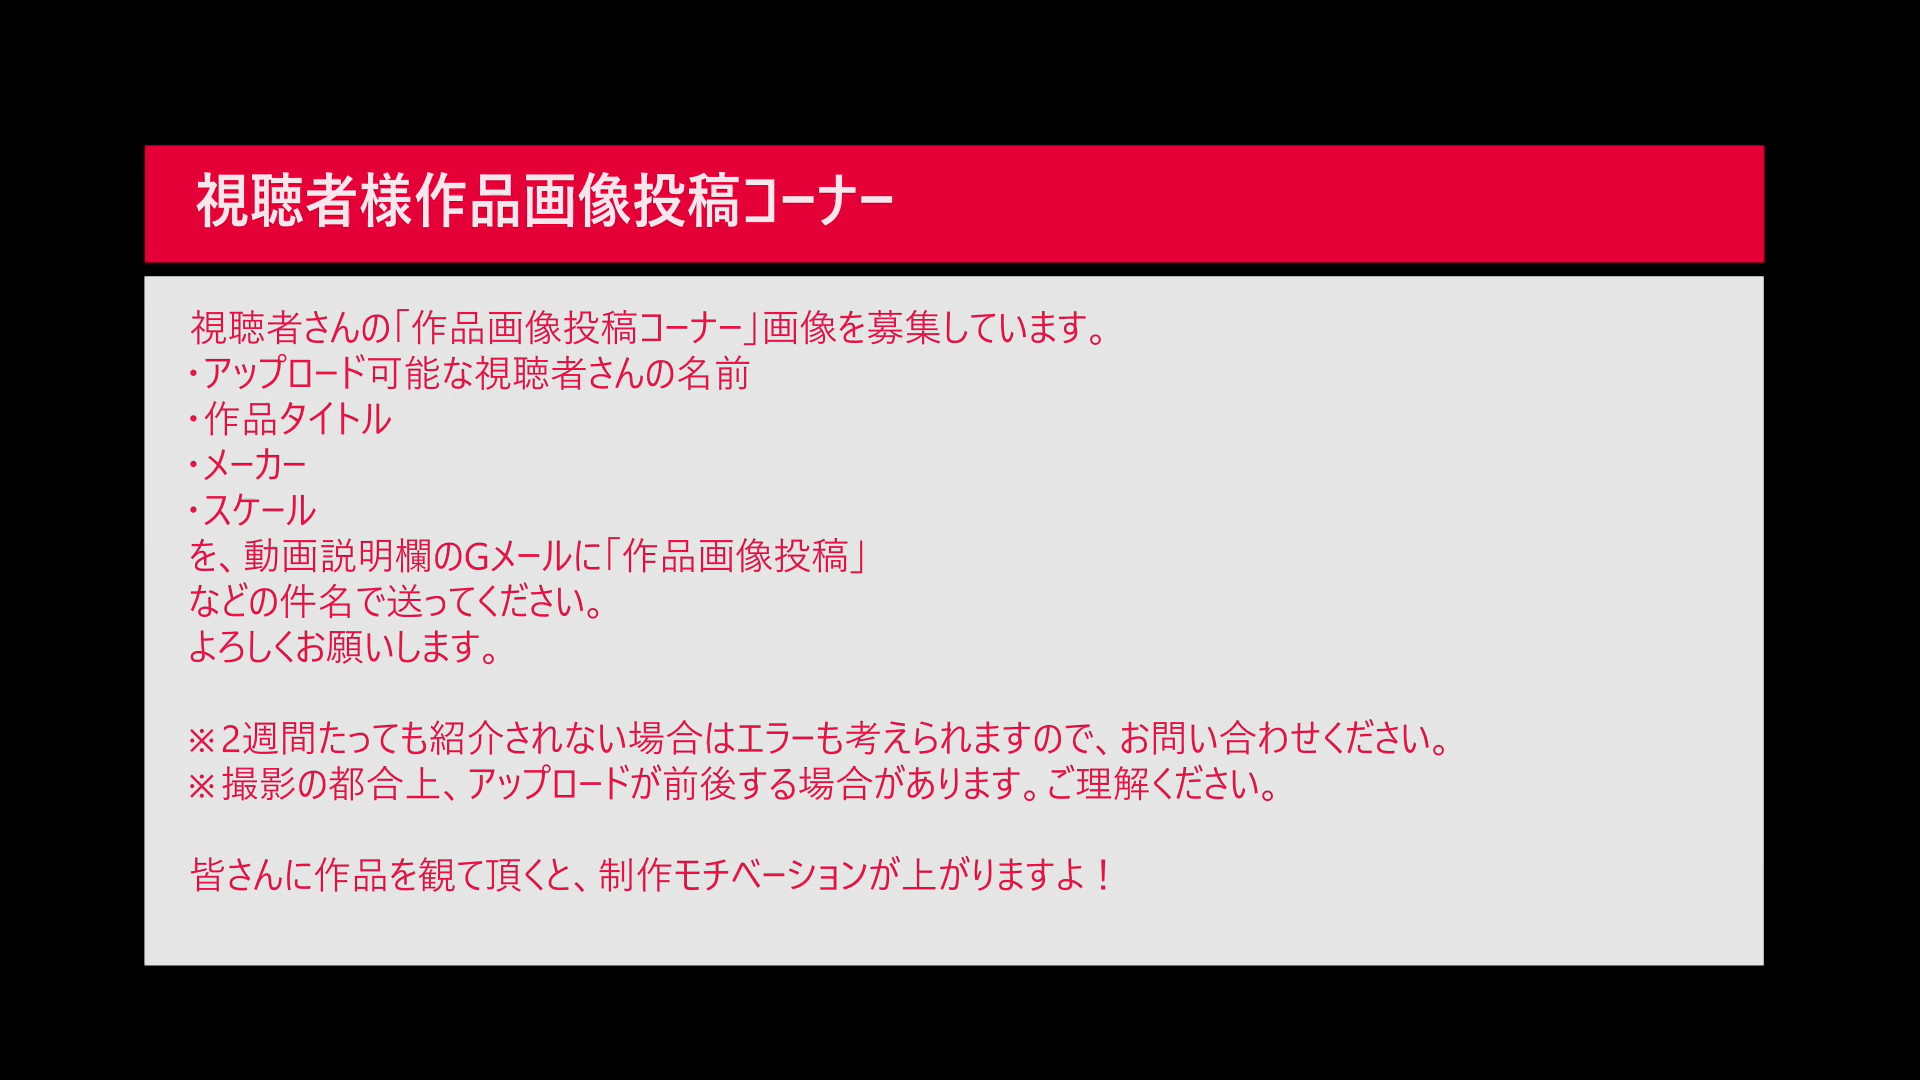 視聴者様作品画像投稿コーナー
視聴者さんの「作品画像投稿コーナー」画像を募集しています。
・アップロード可能な視聴者さんの名前
・作品タイトル
・メーカー
・スケール
を、動画説明欄のGメールに「作品画像投稿」
などの件名で送ってください。
よろしくお願いします。
※2週間たっても紹介されない場合はエラーも考えられますので、お問い合わせください。
※撮影の都合上、アップロードが前後する場合があります。ご理解ください。
皆さんに作品を観て頂くと、制作モチベーションが上がりますよ！